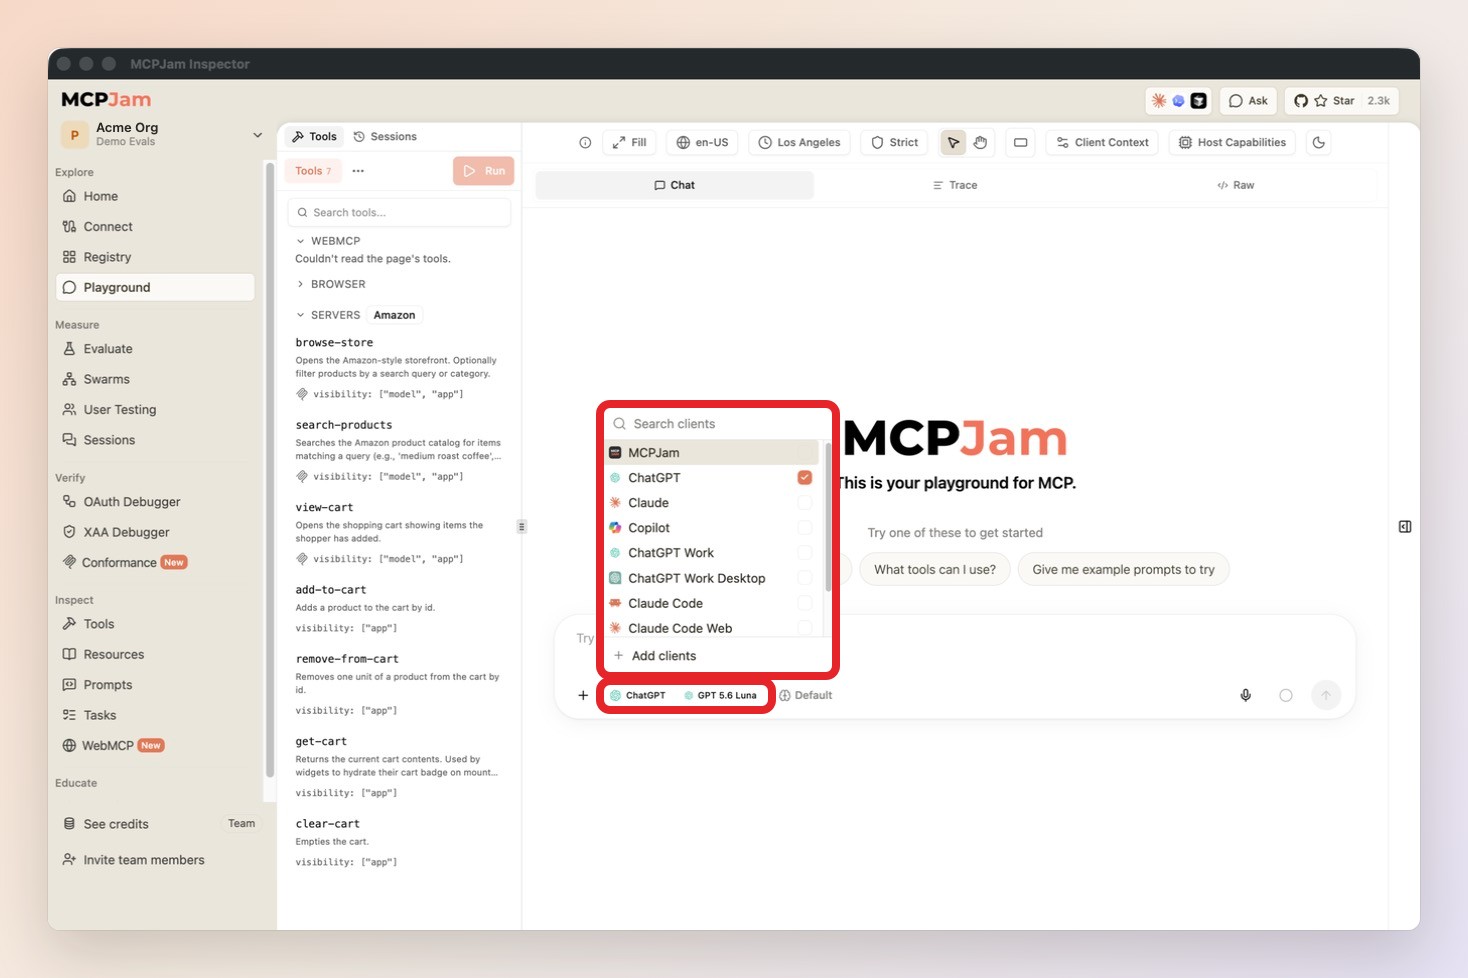 MCPJam Inspector
MCPJam
P
Acme Org
Demo Evals
Ask
Star 2.3k
Explore
Home
Connect
Registry
Playground
Measure
Evaluate
Swarms
User Testing
Sessions
Verify
OAuth Debugger
XAA Debugger
Conformance New
Inspect
Tools
Resources
Prompts
Tasks
WebMCP New
Educate
See credits Team
Invite team members
Tools Sessions
Tools 7
Run
Search tools...
WEBMCP
Couldn't read the page's tools.
BROWSER
SERVERS Amazon
browse-store
Opens the Amazon-style storefront. Optionally
filter products by a search query or category.
visibility: ["model", "app"]
search-products
Searches the Amazon product catalog for items
matching a query (e.g., 'medium roast coffee',...
visibility: ["model", "app"]
view-cart
Opens the shopping cart showing items the
shopper has added.
visibility: ["model", "app"]
add-to-cart
Adds a product to the cart by id.
visibility: ["app"]
remove-from-cart
Removes one unit of a product from the cart by
id.
visibility: ["app"]
get-cart
Returns the current cart contents. Used by
widgets to hydrate their cart badge on mount...
visibility: ["app"]
clear-cart
Empties the cart.
visibility: ["app"]
Fill
en-US
Los Angeles
Strict
Client Context
Host Capabilities
Chat
Trace
Raw
MCPJam
This is your playground for MCP.
Try one of these to get started
What tools can I use?
Give me example prompts to try
Search clients
MCPJam
ChatGPT
Claude
Copilot
ChatGPT Work
ChatGPT Work Desktop
Claude Code
Claude Code Web
Add clients
Try
ChatGPT
GPT 5.6 Luna
Default